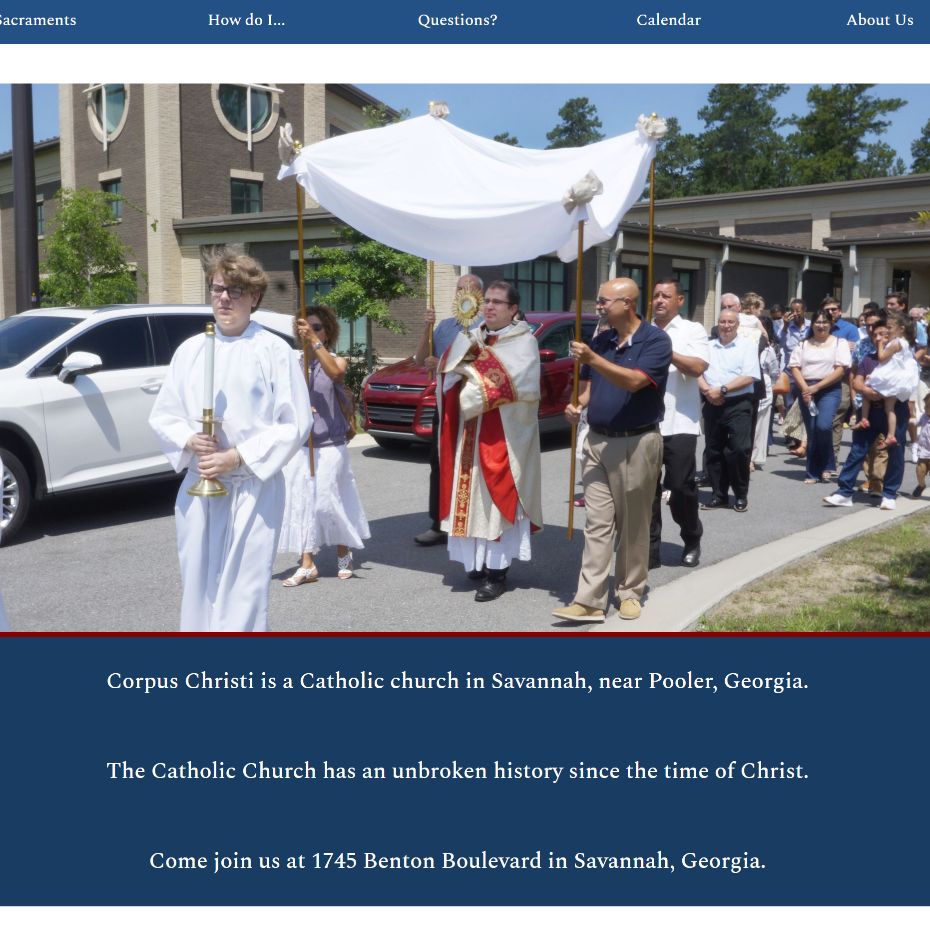 Sacraments How do I... Questions? Calendar About Us
Corpus Christi is a Catholic church in Savannah, near Pooler, Georgia.
The Catholic Church has an unbroken history since the time of Christ.
Come join us at 1745 Benton Boulevard in Savannah, Georgia.